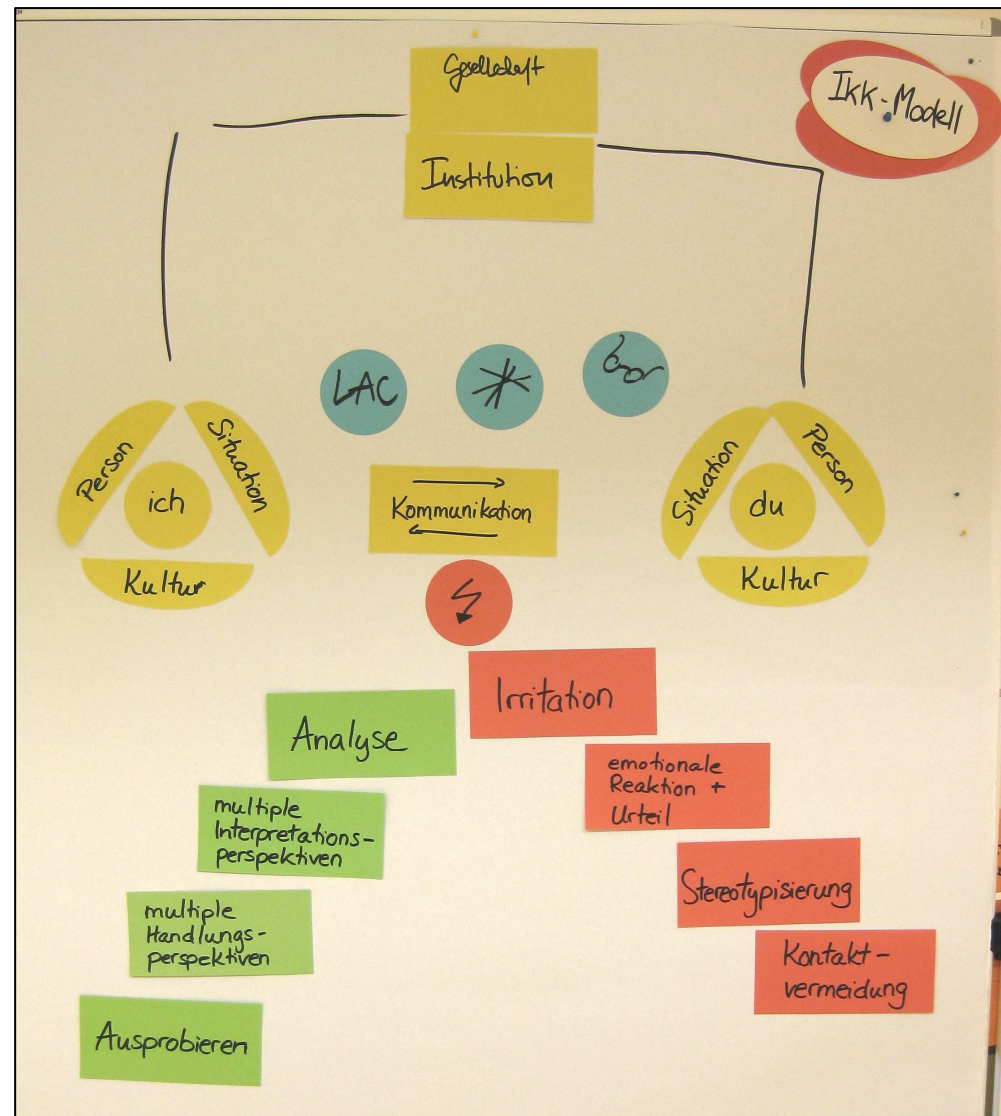 Gesellschaft
IKK-Modell
Institution
LAC
Person
Situation
ich
Kultur
Kommunikation
Situation
Person
du
Kultur
Irritation
Analyse
emotionale
Reaktion +
Urteil
multiple
Interpretations-
perspektiven
Stereotypisierung
multiple
Handlungs-
perspektiven
Kontakt-
vermeidung
Ausprobieren